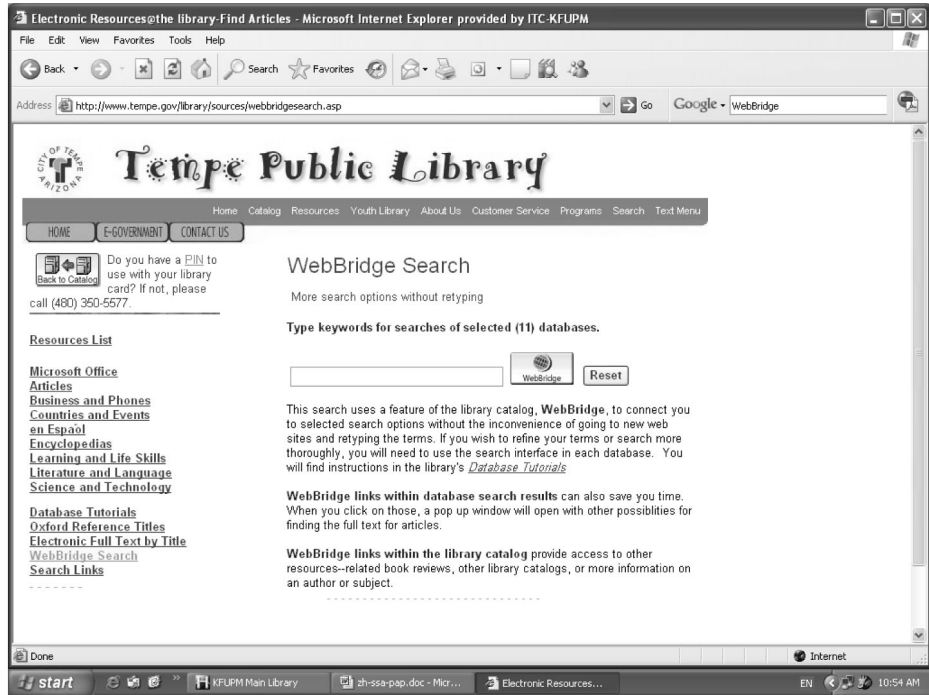 Electronic Resources@the library-Find Articles - Microsoft Internet Explorer provided by ITC-KFUPM
File Edit View Favorites Tools Help
Back Search Favorites
Address http://www.tempe.gov/library/sources/webbridgesearch.asp Go Google WebBridge
CITY OF TEMPE ARIZONA
Tempe Public Library
Home Catalog Resources Youth Library About Us Customer Service Programs Search Text Menu
HOME E-GOVERNMENT CONTACT US
Back to Catalog
Do you have a PIN to
use with your library
card? If not, please
call (480) 350-5577.
Resources List
Microsoft Office
Articles
Business and Phones
Countries and Events
en Español
Encyclopedias
Learning and Life Skills
Literature and Language
Science and Technology
Database Tutorials
Oxford Reference Titles
Electronic Full Text by Title
WebBridge Search
Search Links
WebBridge Search
More search options without retyping
Type keywords for searches of selected (11) databases.
WebBridge Reset
This search uses a feature of the library catalog, WebBridge, to connect you
to selected search options without the inconvenience of going to new web
sites and retyping the terms. If you wish to refine your terms or search more
thoroughly, you will need to use the search interface in each database. You
will find instructions in the library's Database Tutorials
WebBridge links within database search results can also save you time.
When you click on those, a pop up window will open with other possiblities for
finding the full text for articles.
WebBridge links within the library catalog provide access to other
resources--related book reviews, other library catalogs, or more information on
an author or subject.
Done Internet
start KFUPM Main Library zh-ssa-pap.doc - Micr... Electronic Resources... EN 10:54 AM